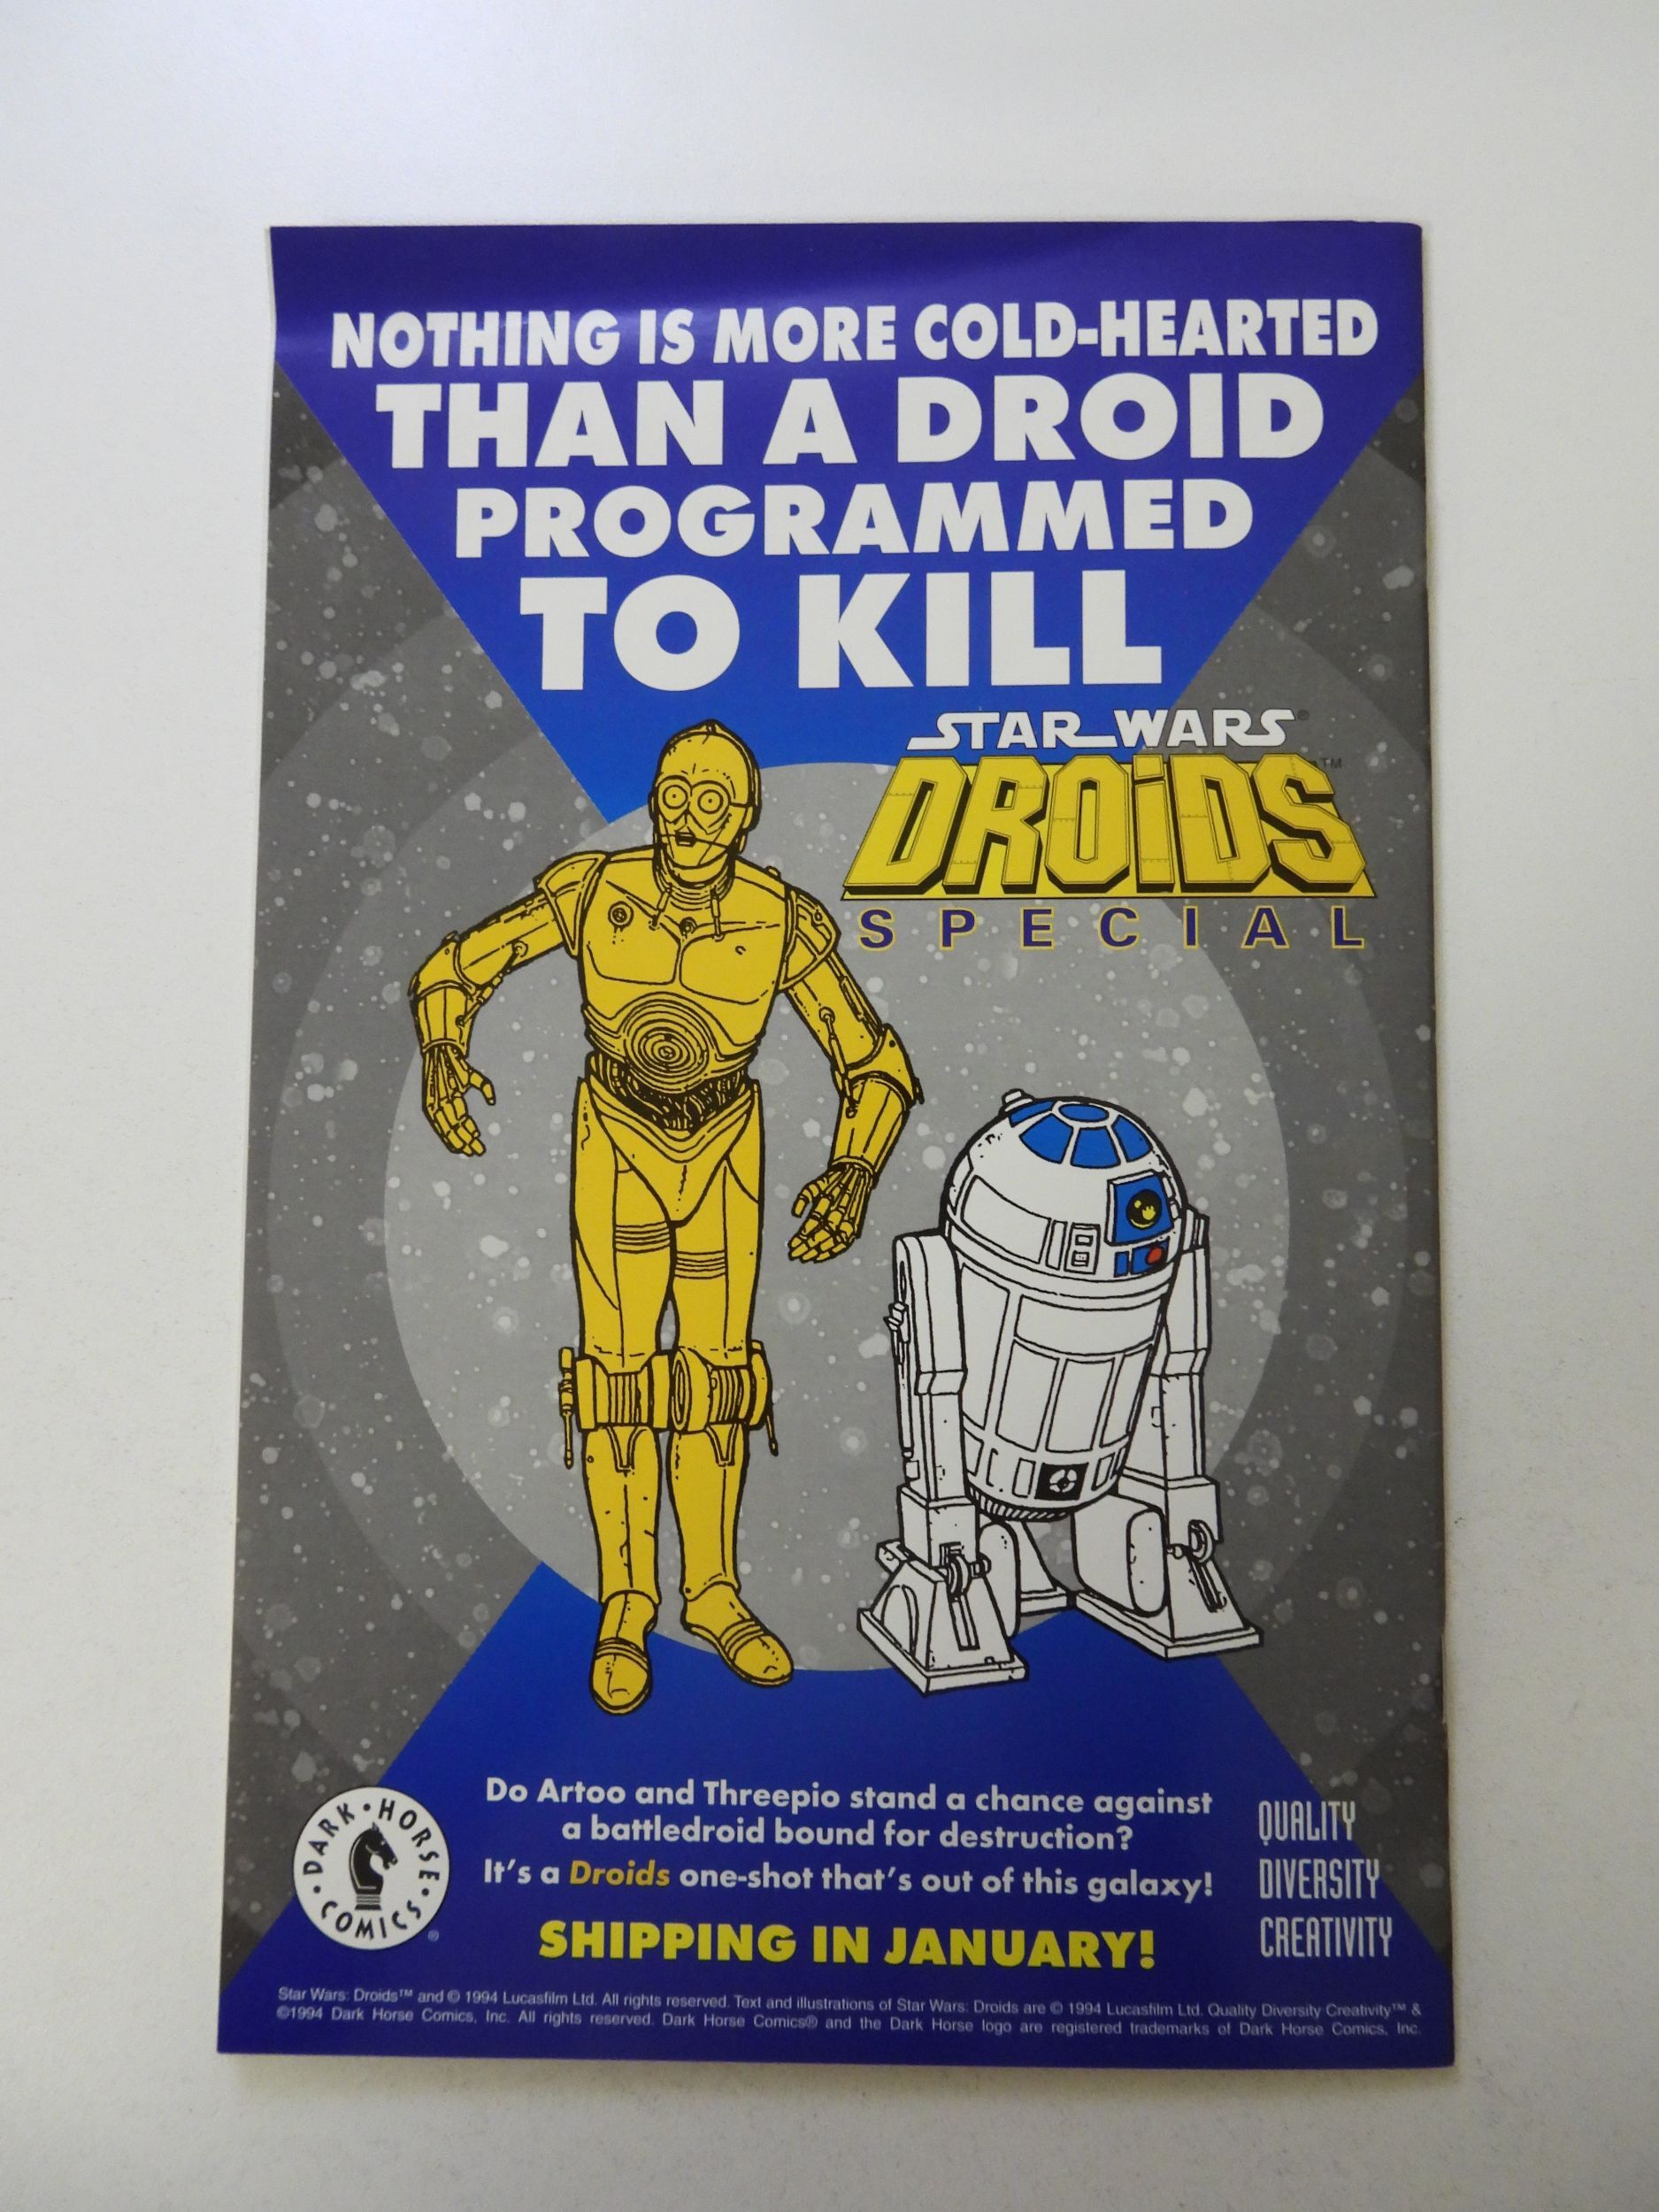 NOTHING IS MORE COLD-HEARTED
THAN A DROID
PROGRAMMED
TO KILL
STAR WARS®
DROiDS™
SPECIAL
Do Artoo and Threepio stand a chance against
a battledroid bound for destruction?
It's a Droids one-shot that's out of this galaxy!
SHIPPING IN JANUARY!
DARK • HORSE • COMICS •®
QUALITY
DIVERSITY
CREATIVITY
Star Wars: Droids™ and © 1994 Lucasfilm Ltd. All rights reserved. Text and illustrations of Star Wars: Droids are © 1994 Lucasfilm Ltd. Quality Diversity Creativity™ &
©1994 Dark Horse Comics, Inc. All rights reserved. Dark Horse Comics® and the Dark Horse logo are registered trademarks of Dark Horse Comics, Inc.